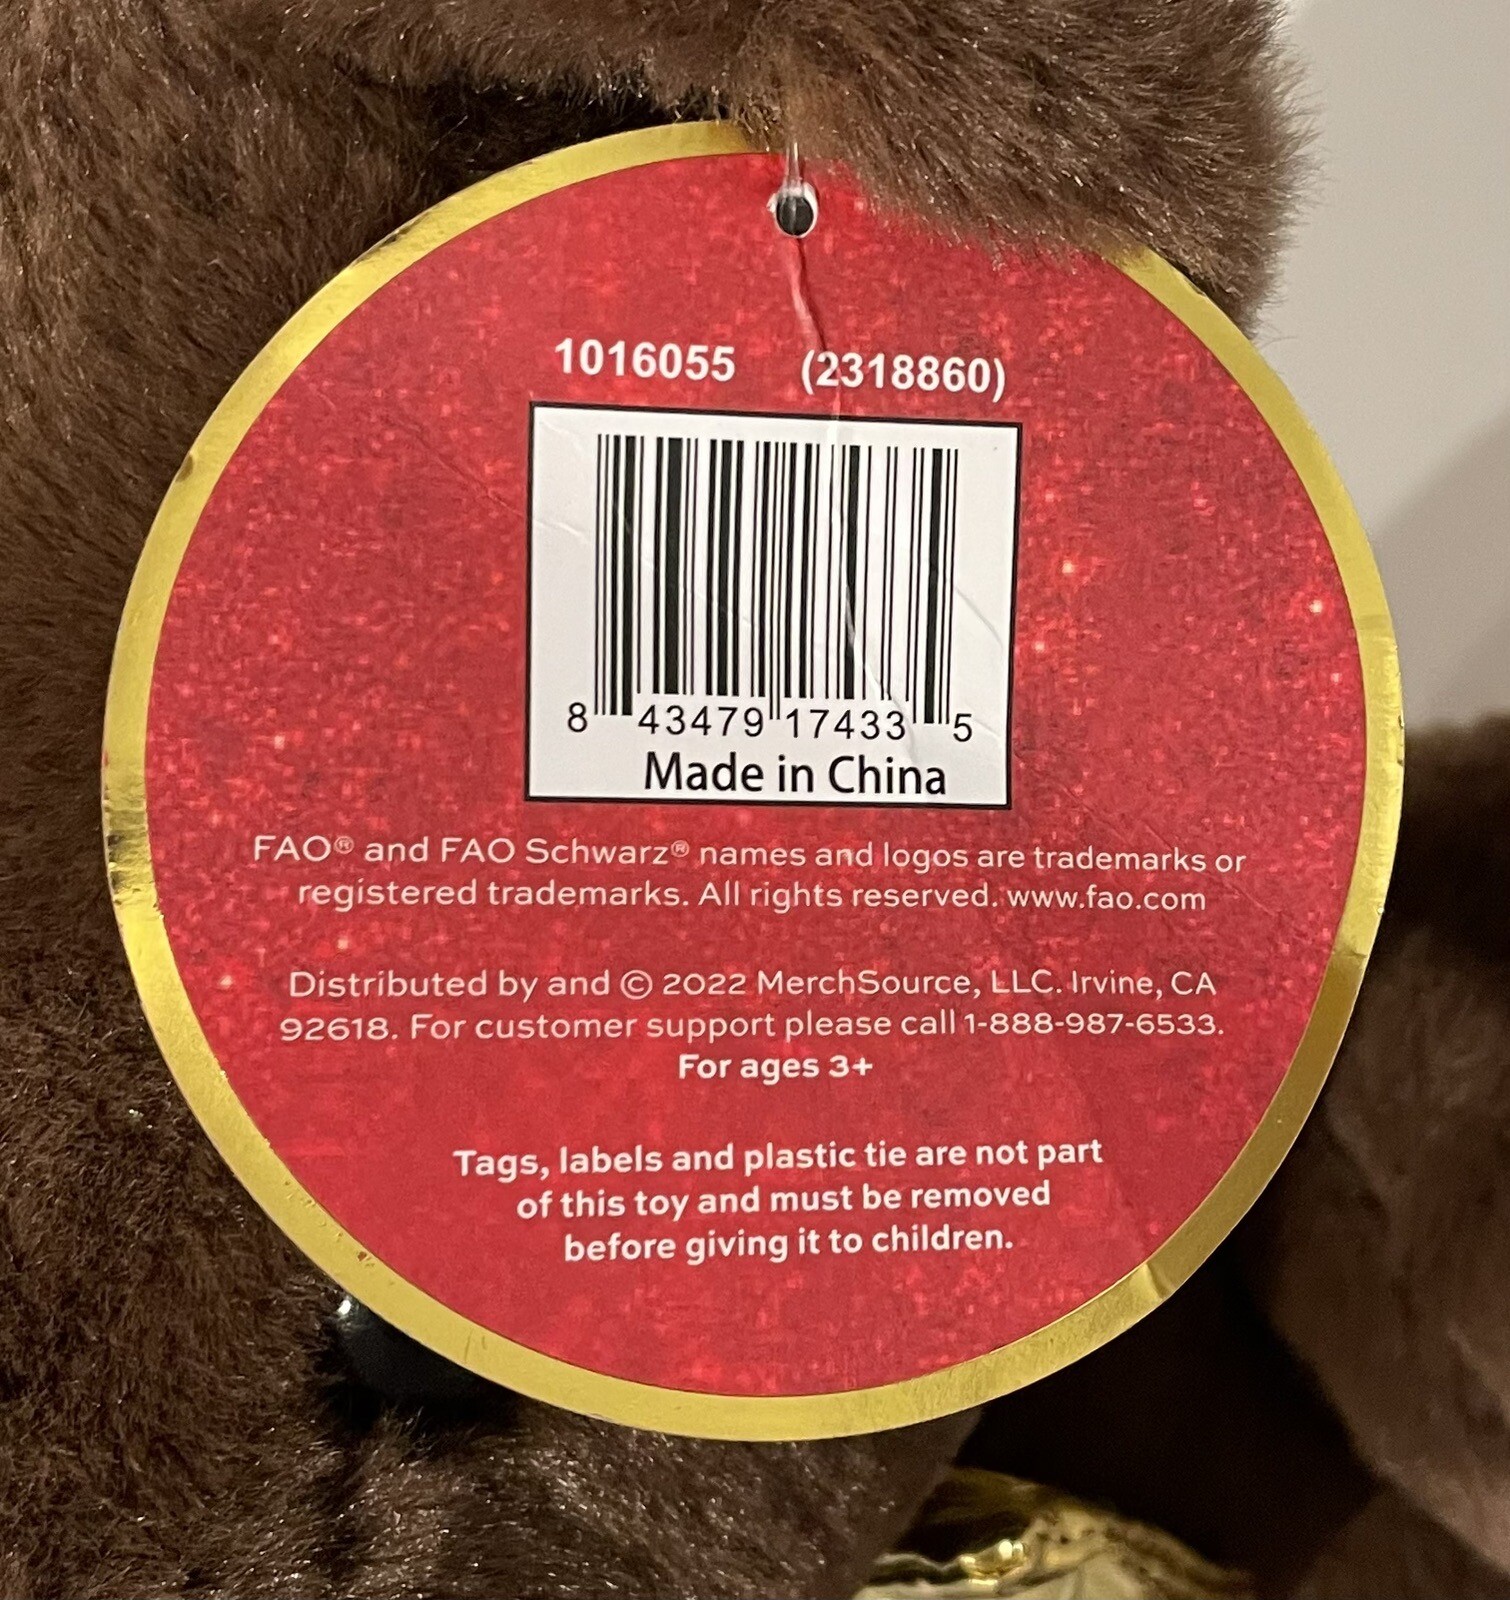 1016055 (2318860)
8 43479 17433 5
Made in China
FAO® and FAO Schwarz® names and logos are trademarks or
registered trademarks. All rights reserved. www.fao.com
Distributed by and © 2022 MerchSource, LLC. Irvine, CA
92618. For customer support please call 1-888-987-6533.
For ages 3+
Tags, labels and plastic tie are not part
of this toy and must be removed
before giving it to children.